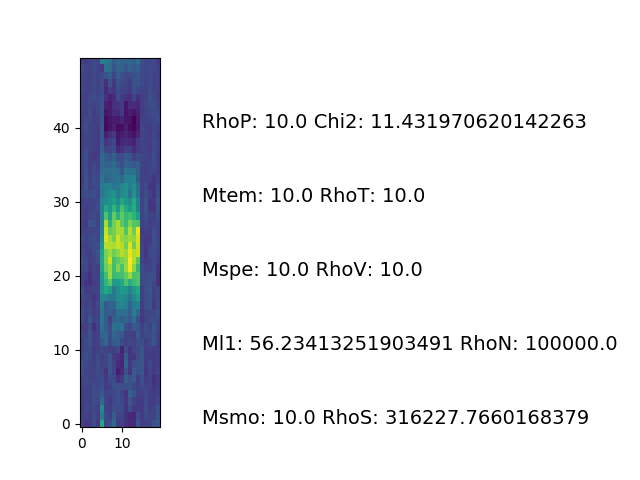 40
RhoP: 10.0 Chi2: 11.431970620142263
30
Mtem: 10.0 RhoT: 10.0
20
Mspe: 10.0 RhoV: 10.0
10
Ml1: 56.23413251903491 RhoN: 100000.0
0
Msmo: 10.0 RhoS: 316227.7660168379
0 10